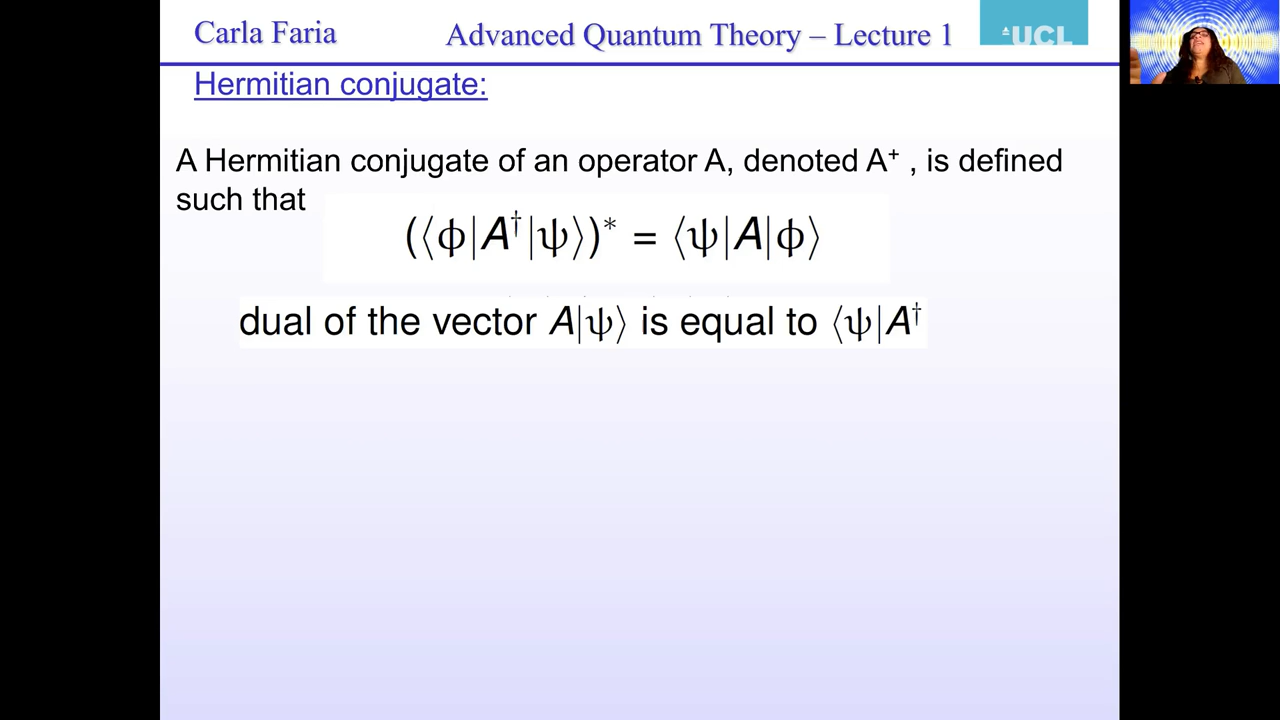 Carla Faria Advanced Quantum Theory – Lecture 1 UCL
Hermitian conjugate:
A Hermitian conjugate of an operator A, denoted A⁺ , is defined
such that
(⟨ϕ|A†|ψ⟩)* = ⟨ψ|A|ϕ⟩
dual of the vector A|ψ⟩ is equal to ⟨ψ|A†